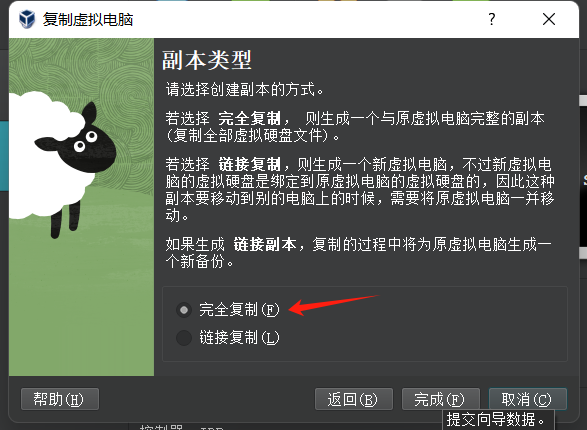 复制虚拟电脑
?
副本类型
请选择创建副本的方式。
若选择 完全复制， 则生成一个与原虚拟电脑完整的副本
(复制全部虚拟硬盘文件)。
若选择 链接复制，则生成一个新虚拟电脑，不过新虚拟电
脑的虚拟硬盘是绑定到原虚拟电脑的虚拟硬盘的，因此这种
副本要移动到别的电脑上的时候，需要将原虚拟电脑一并移
动。
如果生成 链接副本，复制的过程中将为原虚拟电脑生成一
个新备份。
完全复制(F)
链接复制(L)
帮助(H)
返回(B)
完成(F)
取消(C)
提交向导数据。